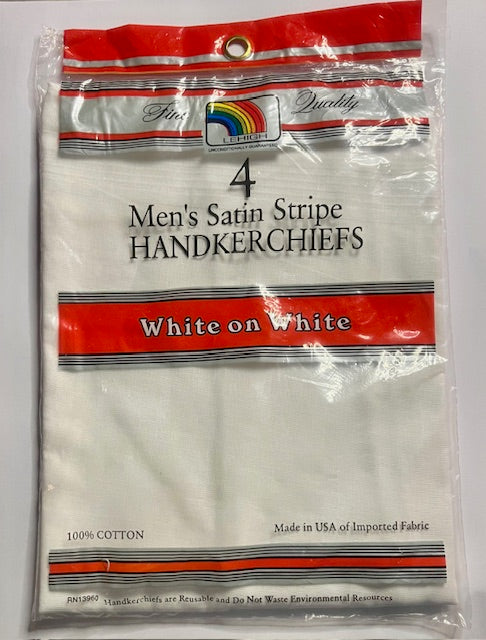 Fine Quality
LEHIGH
UNCONDITIONALLY GUARANTEED
4
Men's Satin Stripe
HANDKERCHIEFS
White on White
100% COTTON
Made in USA of Imported Fabric
RN13960 Handkerchiefs are Reusable and Do Not Waste Environmental Resources